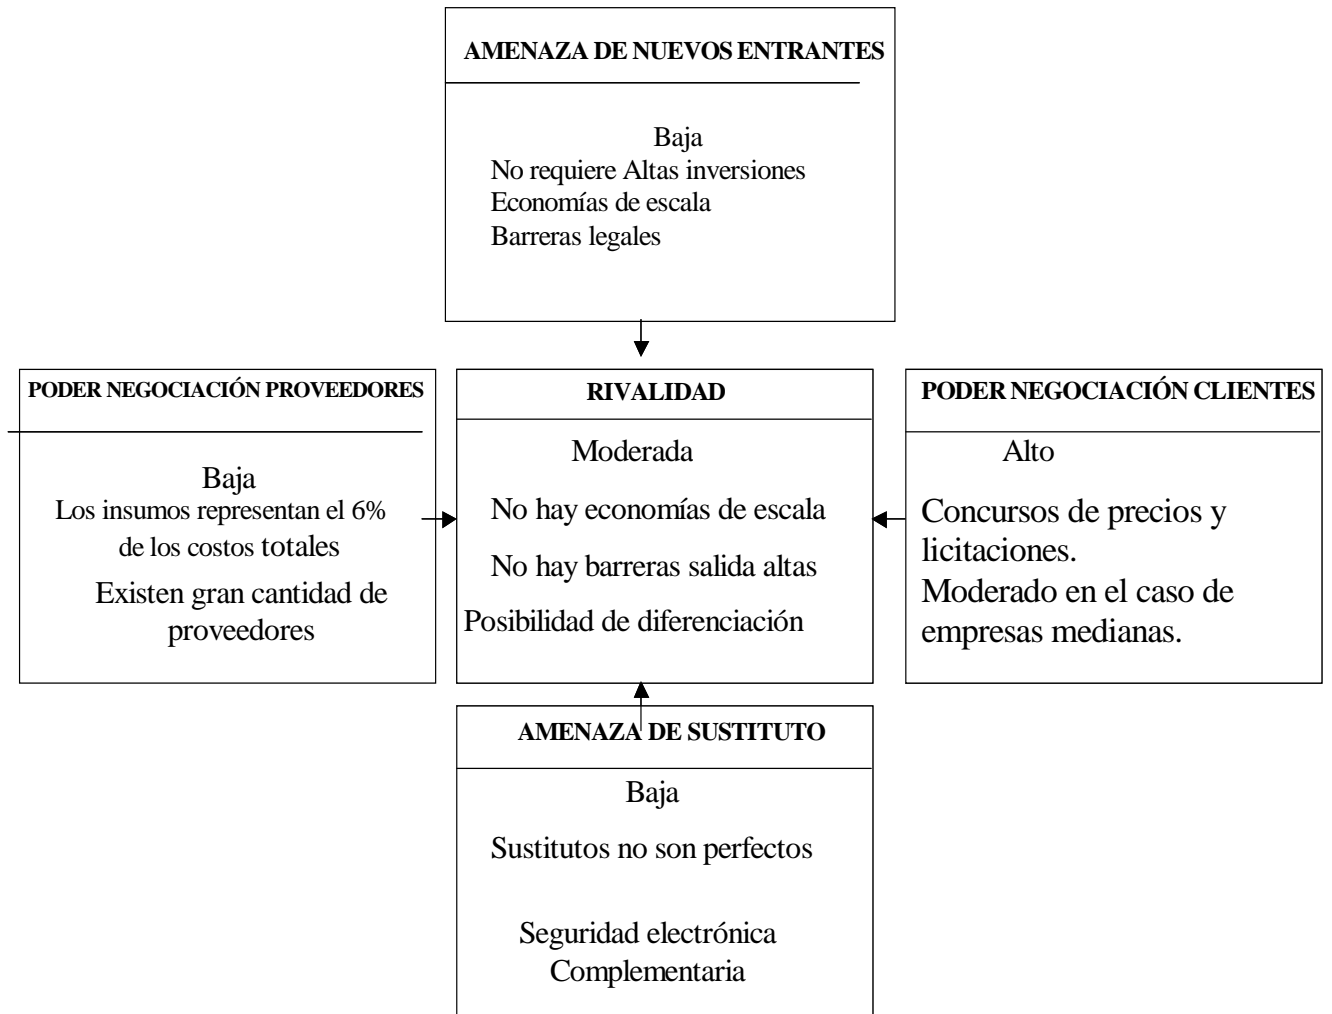 AMENAZA DE NUEVOS ENTRANTES
Baja
No requiere Altas inversiones
Economías de escala
Barreras legales
PODER NEGOCIACIÓN PROVEEDORES
Baja
Los insumos representan el 6%
de los costos totales
Existen gran cantidad de
proveedores
RIVALIDAD
Moderada
No hay economías de escala
No hay barreras salida altas
Posibilidad de diferenciación
PODER NEGOCIACIÓN CLIENTES
Alto
Concursos de precios y
licitaciones.
Moderado en el caso de
empresas medianas.
AMENAZA DE SUSTITUTO
Baja
Sustitutos no son perfectos
Seguridad electrónica
Complementaria